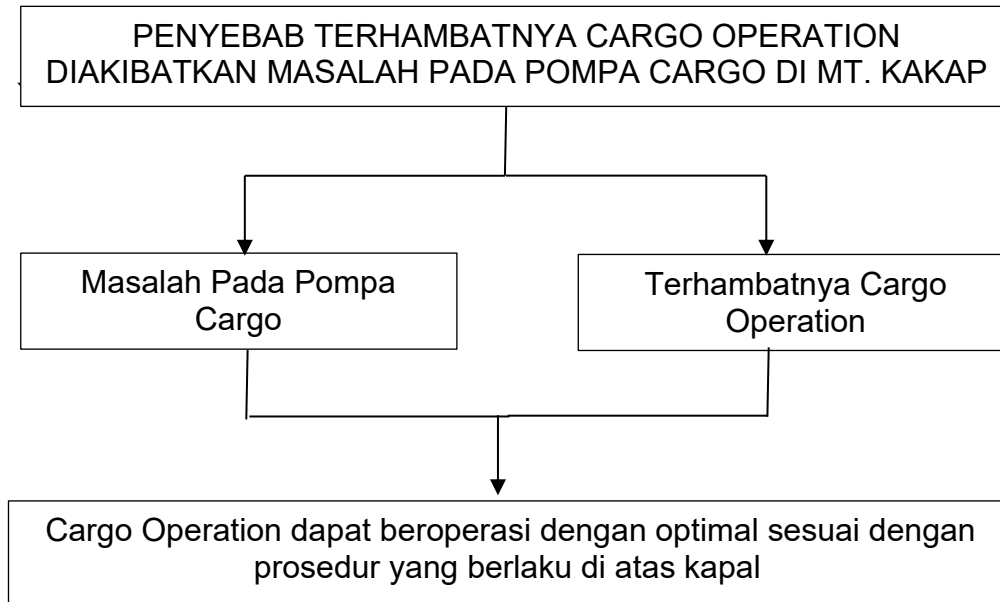 PENYEBAB TERHAMBATNYA CARGO OPERATION
DIAKIBATKAN MASALAH PADA POMPA CARGO DI MT. KAKAP
Masalah Pada Pompa
Cargo
Terhambatnya Cargo
Operation
Cargo Operation dapat beroperasi dengan optimal sesuai dengan
prosedur yang berlaku di atas kapal